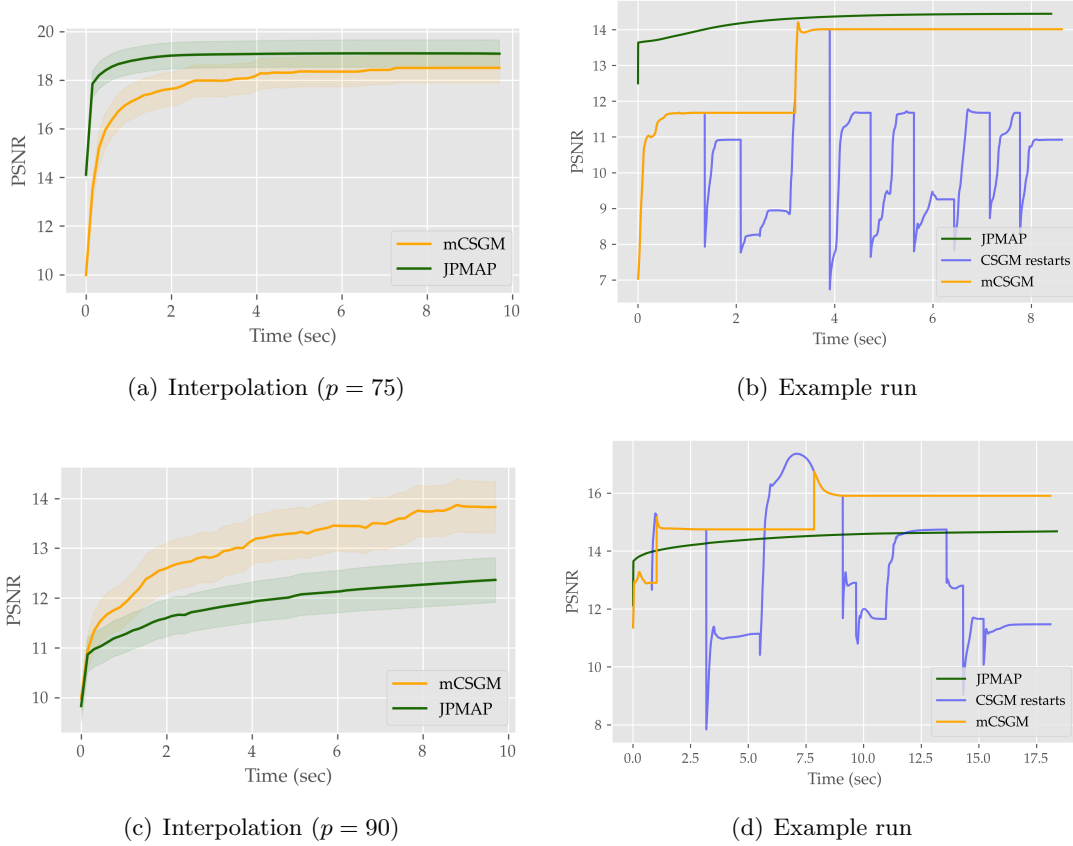 20
18
16
14
12
10
PSNR
mCSGM
JPMAP
0
2
4
6
8
10
Time (sec)
(a) Interpolation (p = 75)
14
13
12
11
10
9
8
7
PSNR
JPMAP
CSGM restarts
mCSGM
0
2
4
6
8
Time (sec)
(b) Example run
14
13
12
11
10
PSNR
mCSGM
JPMAP
0
2
4
6
8
10
Time (sec)
(c) Interpolation (p = 90)
16
14
12
10
8
PSNR
JPMAP
CSGM restarts
mCSGM
0.0
2.5
5.0
7.5
10.0
12.5
15.0
17.5
Time (sec)
(d) Example run